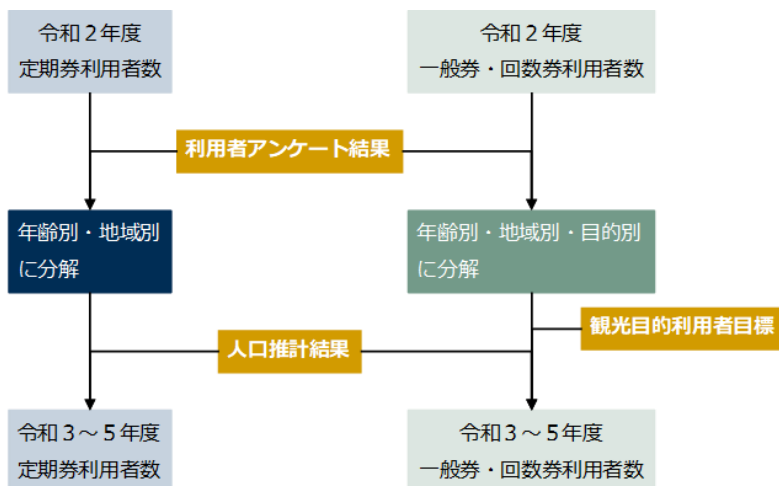 令和２年度
定期券利用者数
令和２年度
一般券・回数券利用者数
利用者アンケート結果
年齢別・地域別
に分解
年齢別・地域別・目的別
に分解
観光目的利用者目標
人口推計結果
令和３～５年度
定期券利用者数
令和３～５年度
一般券・回数券利用者数